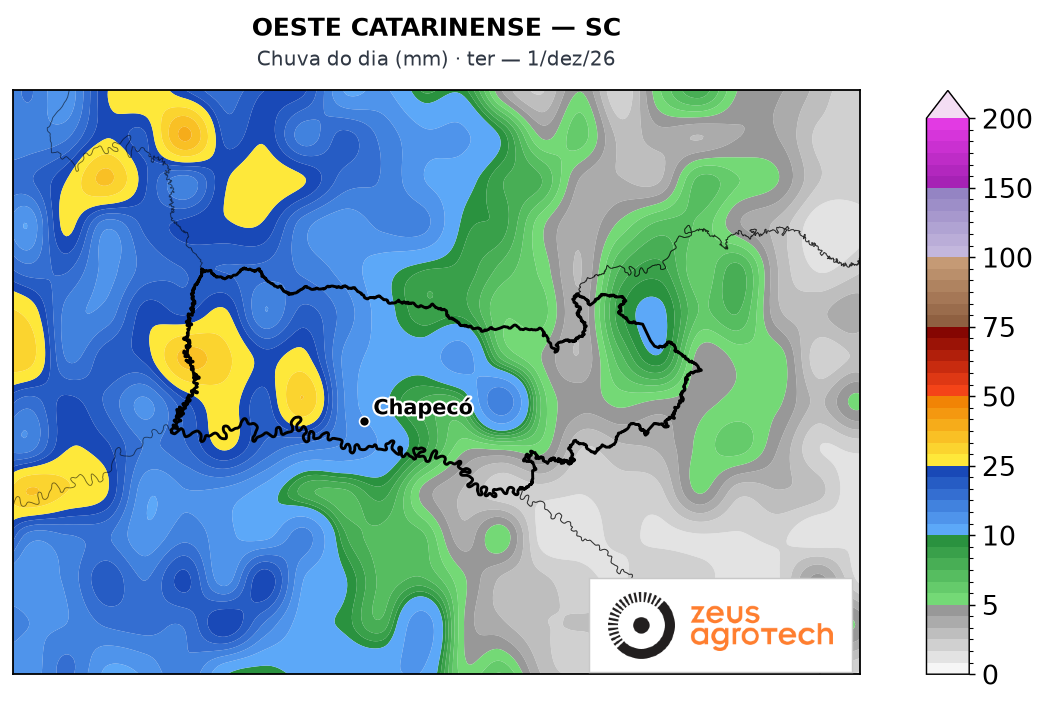 OESTE CATARINENSE — SC
Chuva do dia (mm) · ter — 1/dez/26
200
150
100
75
50
25
10
5
0
Chapecó
zeus
agrotech